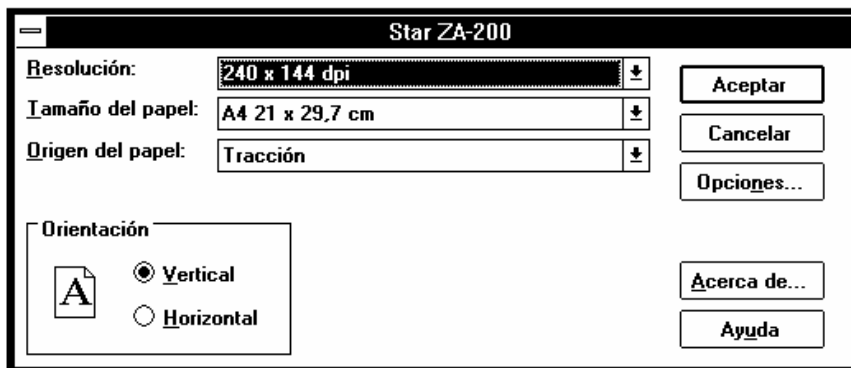 Star ZA-200
Resolución: 240 x 144 dpi
Tamaño del papel: A4 21 x 29,7 cm
Origen del papel: Tracción
Aceptar
Cancelar
Opciones...
Orientación
A
Vertical
Horizontal
Acerca de...
Ayuda